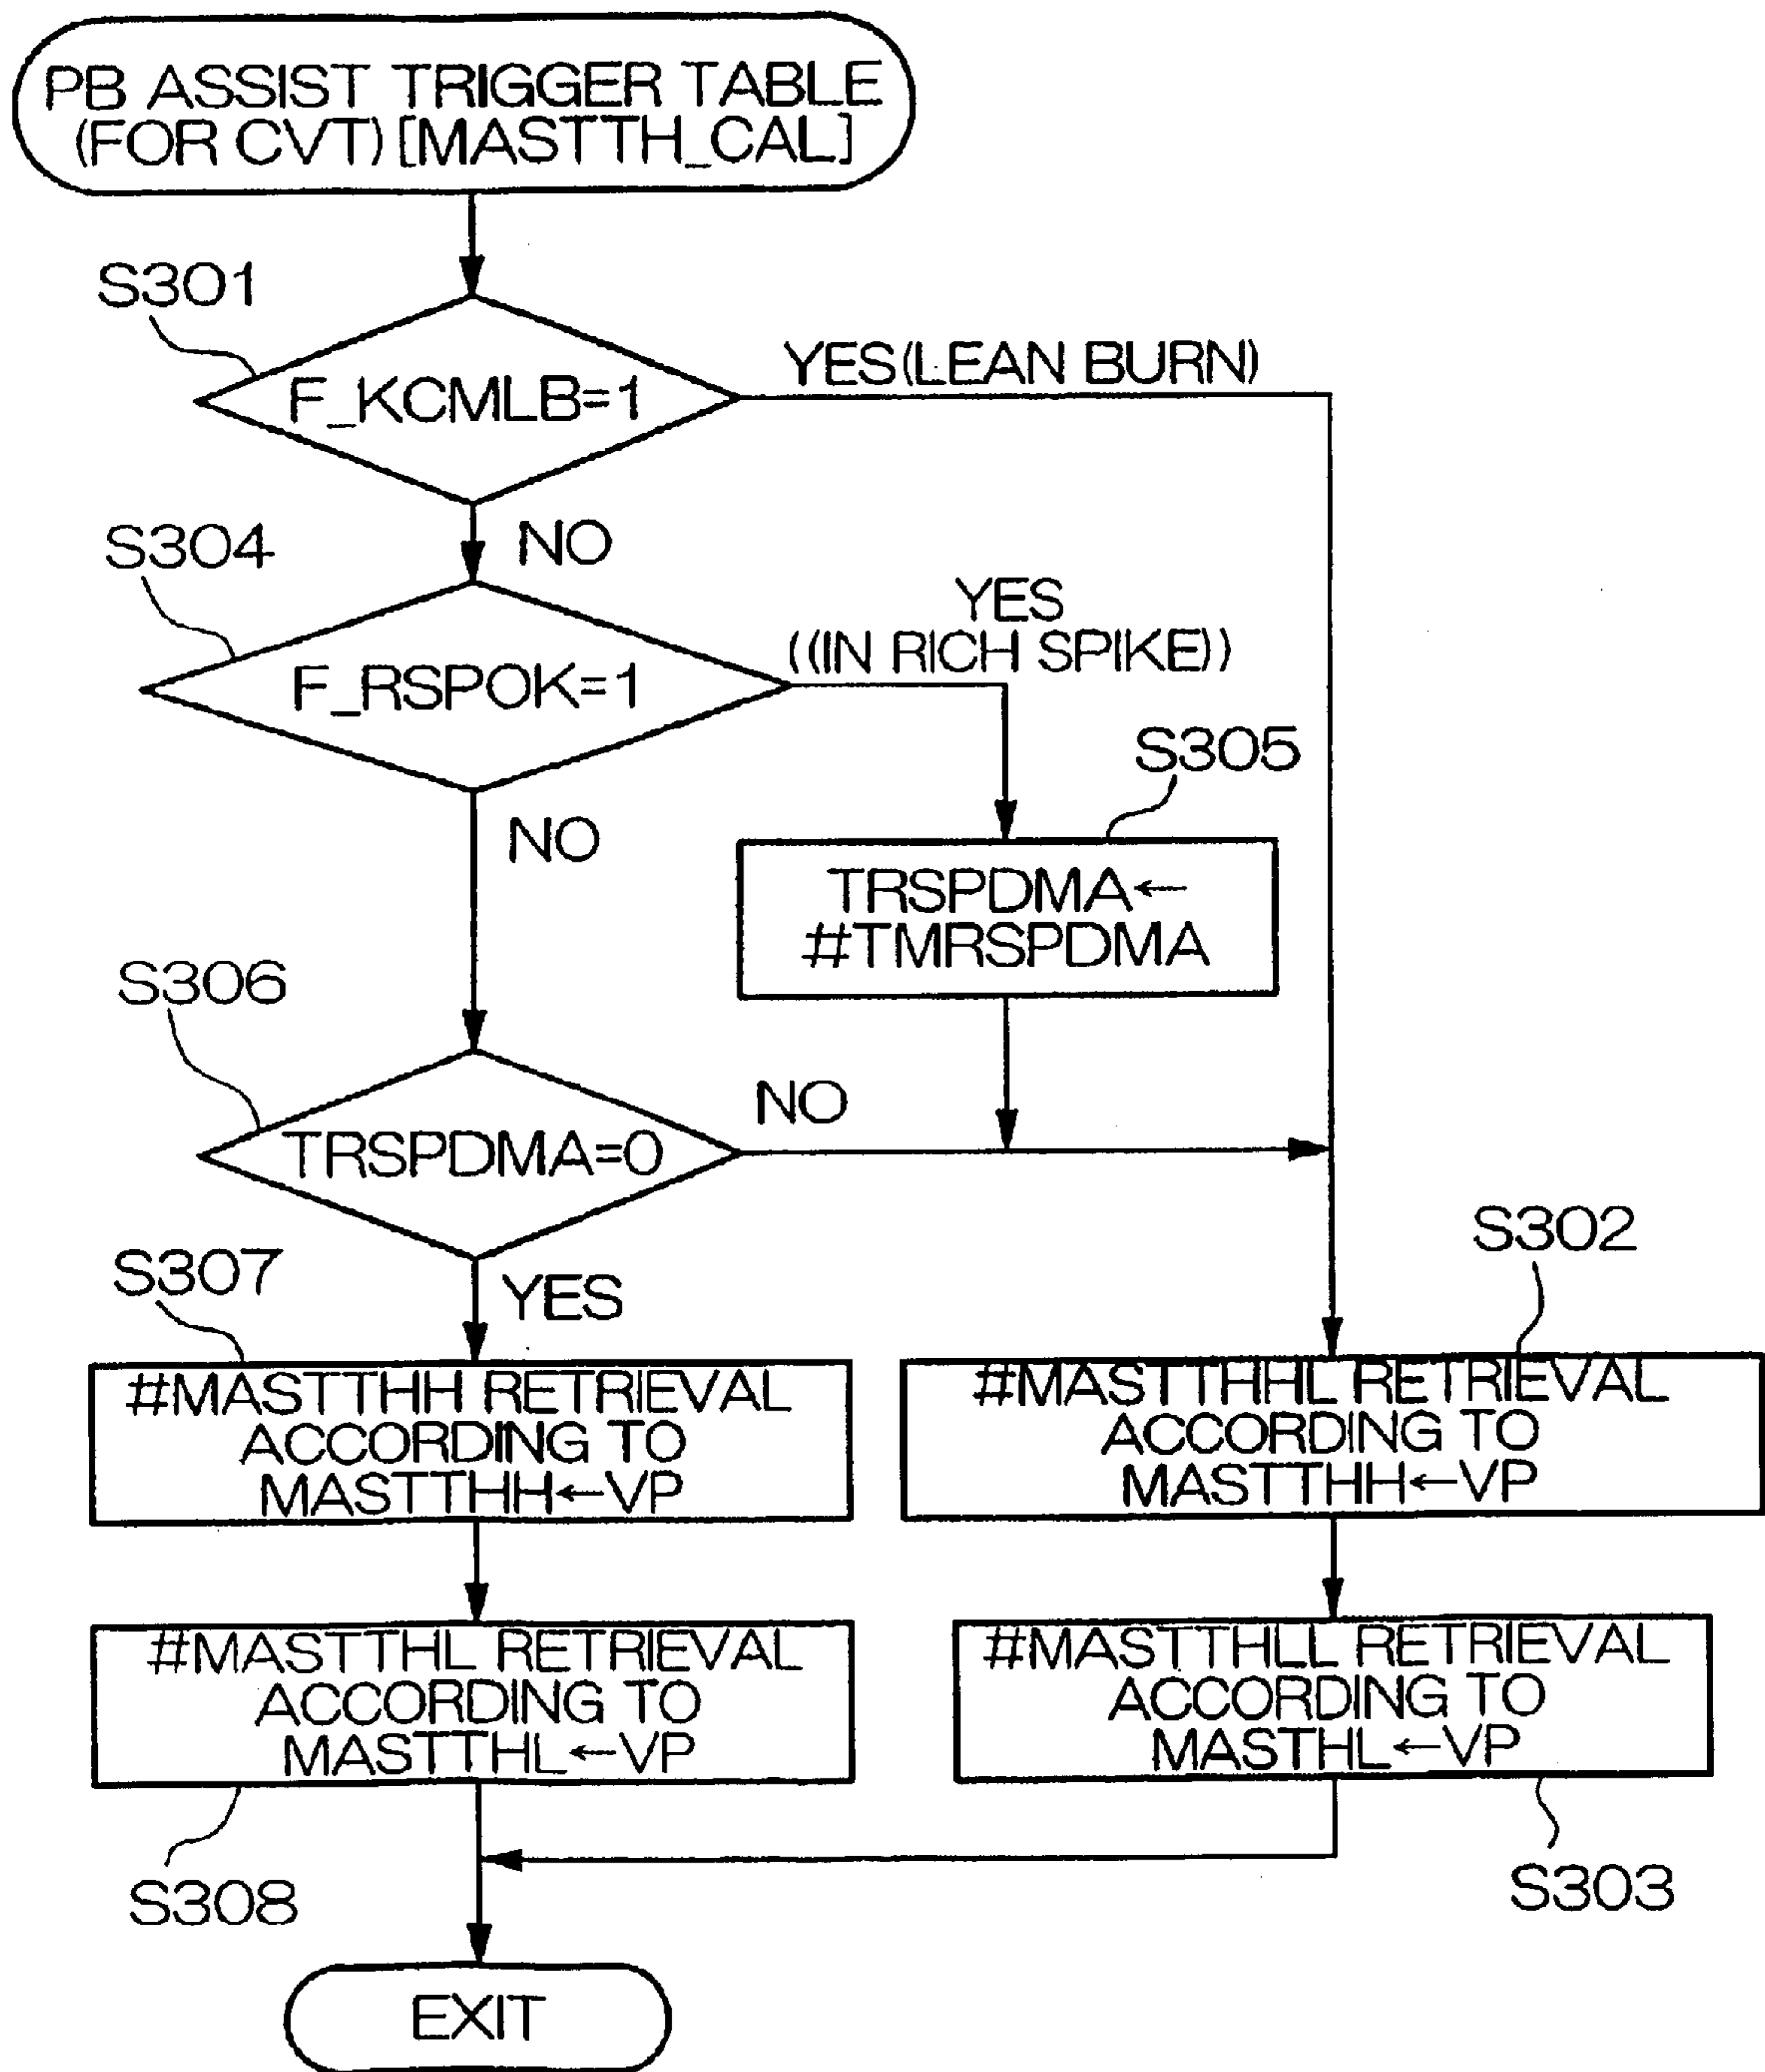 PB ASSIST TRIGGER TABLE
(FOR CVT) [MASTTH_CAL]
S301
F_KCMLB=1
YES(LEAN BURN)
NO
S304
F_RSPOK=1
YES
((IN RICH SPIKE))
NO
S305
TRSPDMA←
#TMRSPDMA
S306
TRSPDMA=0
NO
YES
S307
#MASTTHH RETRIEVAL
ACCORDING TO
MASTTHH←VP
S302
#MASTTHHL RETRIEVAL
ACCORDING TO
MASTTHH←VP
#MASTTHL RETRIEVAL
ACCORDING TO
MASTTHL←VP
S308
#MASTTHLL RETRIEVAL
ACCORDING TO
MASTHL←VP
S303
EXIT